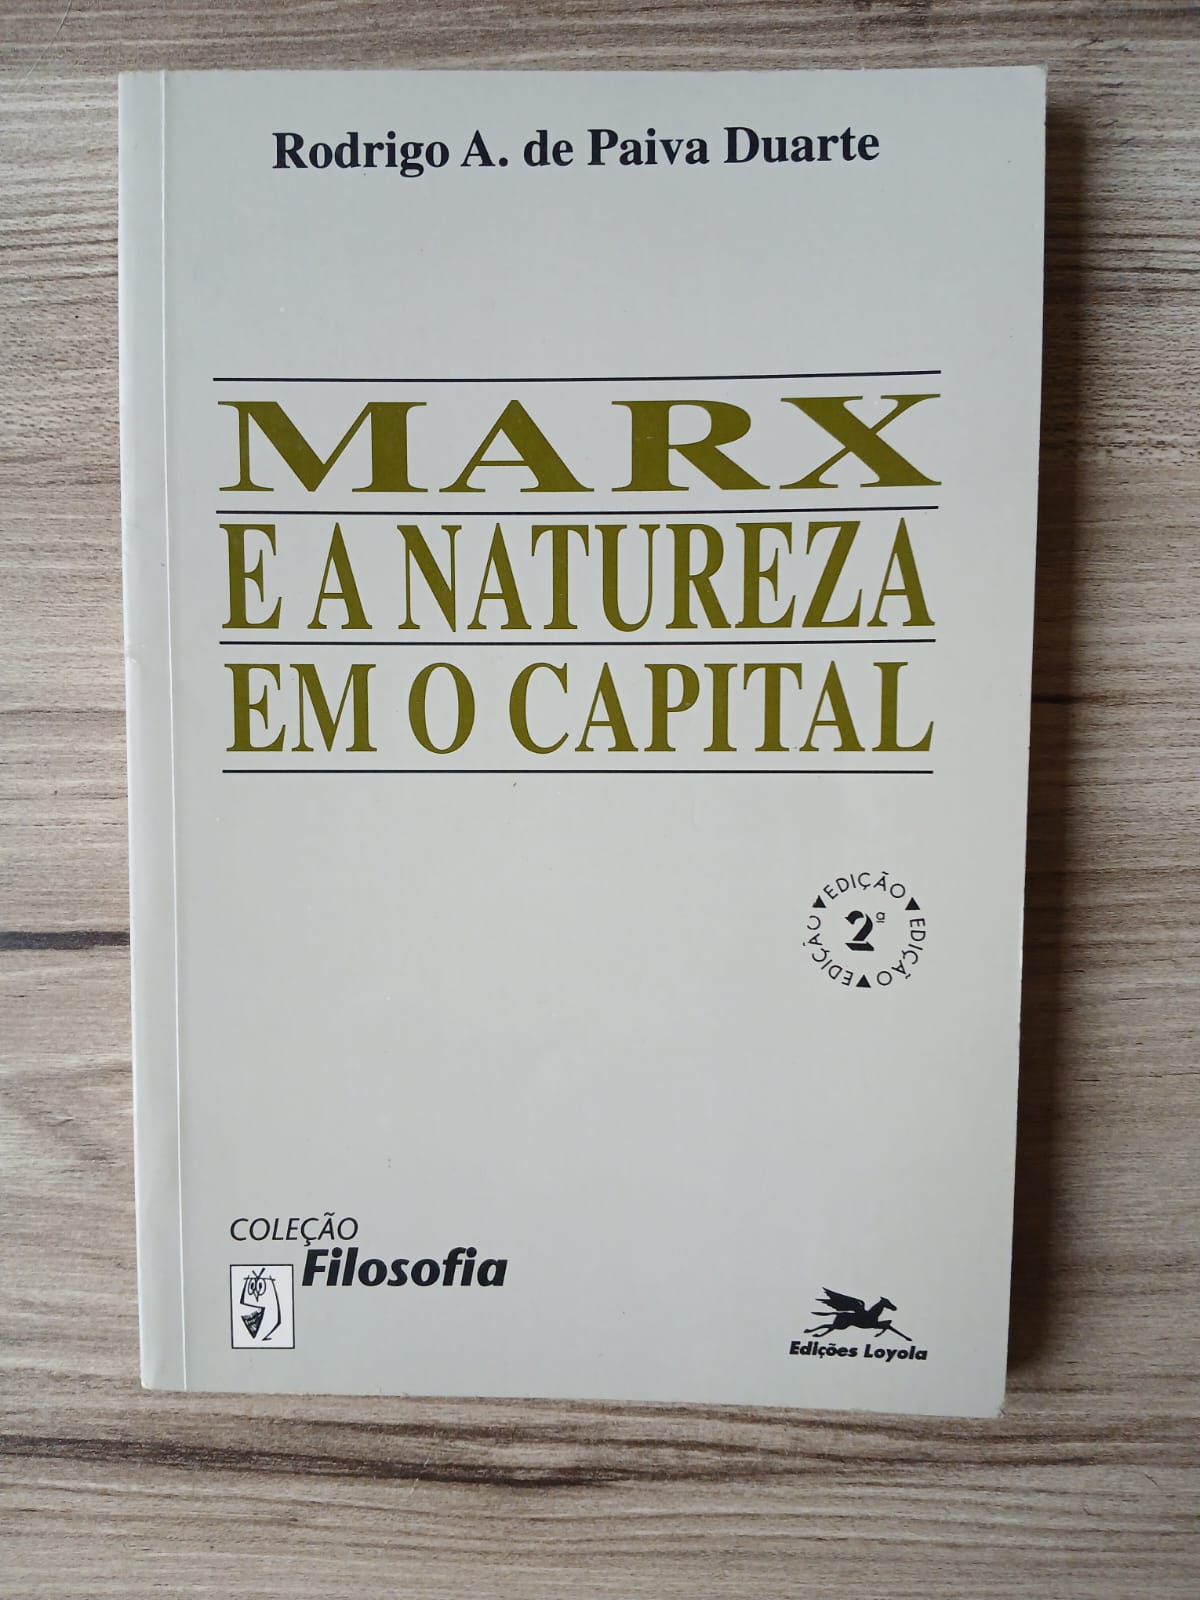 Rodrigo A. de Paiva Duarte
MARX
E A NATUREZA
EM O CAPITAL
EDIÇÃO EDIÇÃO EDIÇÃO
2ª
COLEÇÃO
Filosofia
Edições Loyola